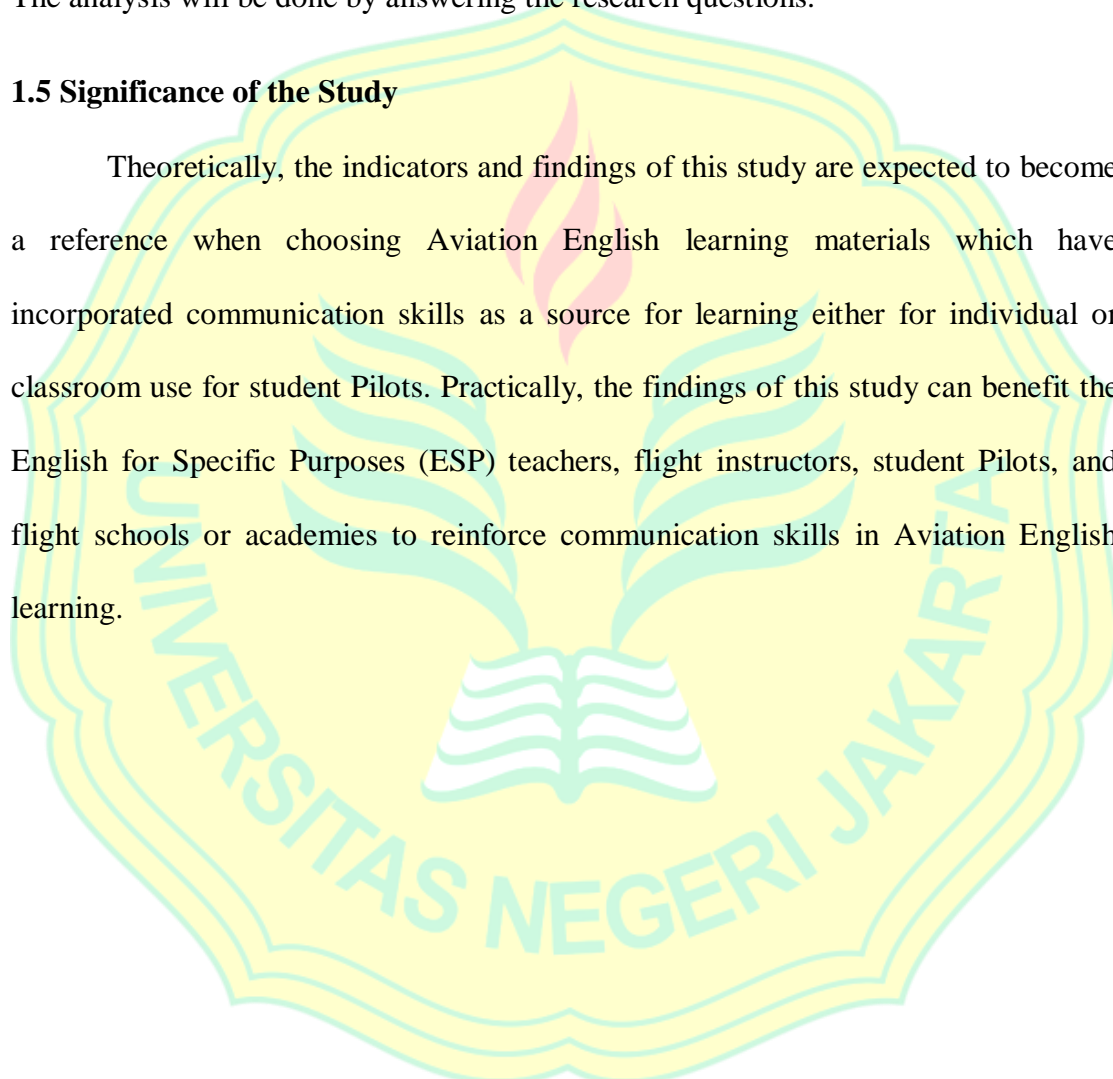 The analysis will be done by answering the research questions.
1.5 Significance of the Study
Theoretically, the indicators and findings of this study are expected to become
a reference when choosing Aviation English learning materials which have
incorporated communication skills as a source for learning either for individual or
classroom use for student Pilots. Practically, the findings of this study can benefit the
English for Specific Purposes (ESP) teachers, flight instructors, student Pilots, and
flight schools or academies to reinforce communication skills in Aviation English
learning.
UNIVERSITAS NEGERI JAKARTA